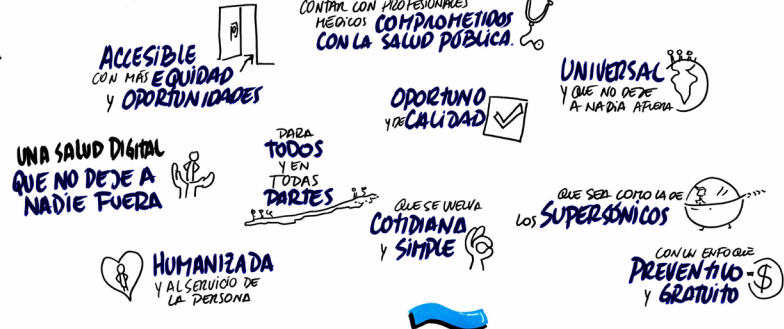 CONTAR CON PROFESIONALES
MÉDICOS COMPROMETIDOS
CON LA SALUD PÚBLICA.
ACCESIBLE
CON MÁS EQUIDAD
Y OPORTUNIDADES
UNIVERSAL
Y QUE NO DEJE
A NADIA AFUERA
OPORTUNO
Y DE CALIDAD
UNA SALUD DIGITAL
QUE NO DEJE A
NADIE FUERA
PARA
TODOS
Y EN
TODAS
PARTES
QUE SE VUELVA
COTIDIANA
Y SIMPLE
QUE SEA COMO LA DE
LOS SUPERSÓNICOS
HUMANIZADA
Y AL SERVICIO DE
LA PERSONA
CON UN ENFOQUE
PREVENTIVO
Y GRATUITO
$